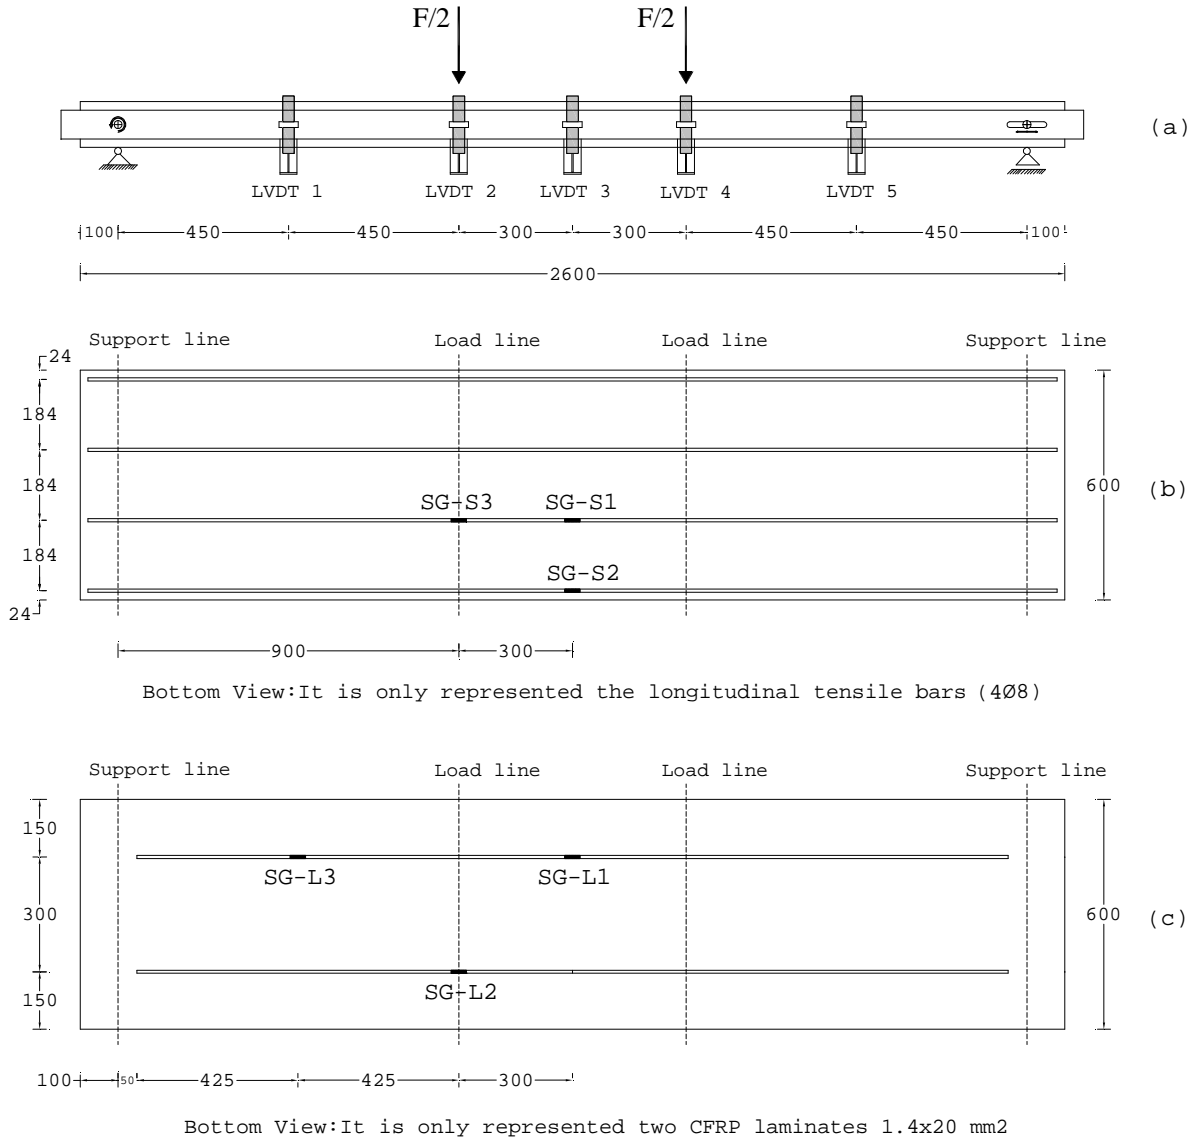 F/2 F/2
(a)
LVDT 1 LVDT 2 LVDT 3 LVDT 4 LVDT 5
100 450 450 300 300 450 450 100
2600
Support line Load line Load line Support line
24
184
184 600 (b)
SG-S3 SG-S1
184
SG-S2
24
900 300
Bottom View:It is only represented the longitudinal tensile bars (4Ø8)
Support line Load line Load line Support line
150
SG-L3 SG-L1
300 600 (c)
SG-L2
150
100 50 425 425 300
Bottom View:It is only represented two CFRP laminates 1.4x20 mm2